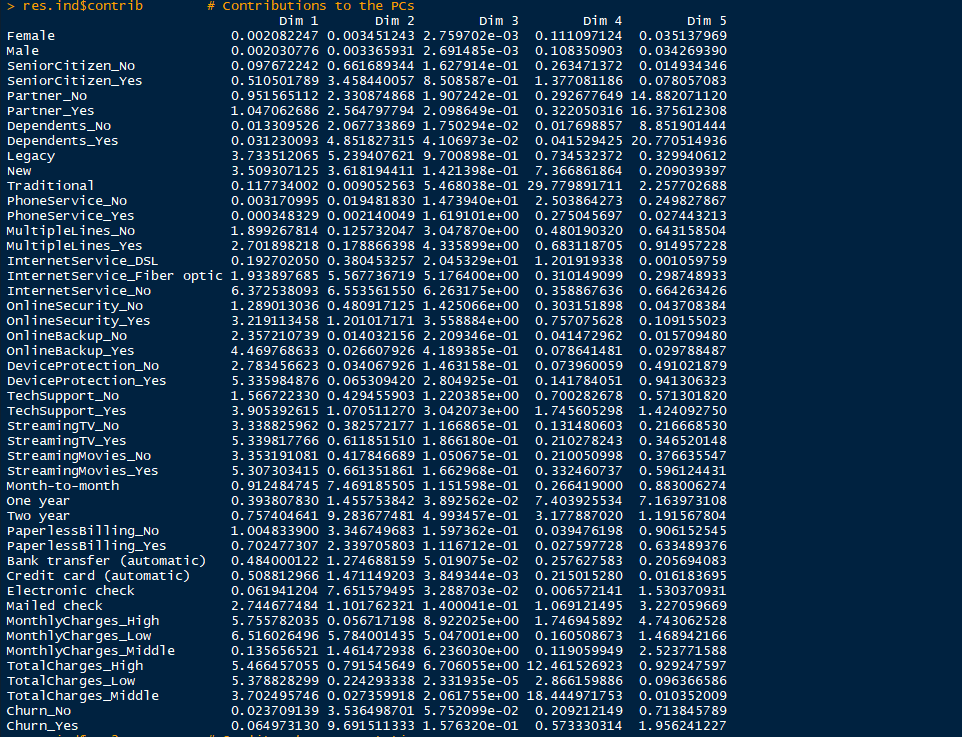 > res.ind$contrib        # Contributions to the PCs
                                   Dim 1       Dim 2        Dim 3        Dim 4        Dim 5
Female                       0.002082247 0.003451243 2.759702e-03  0.111097124  0.035137969
Male                         0.002030776 0.003365931 2.691485e-03  0.108350903  0.034269390
SeniorCitizen_No             0.097672242 0.661689344 1.627914e-01  0.263471372  0.014934346
SeniorCitizen_Yes            0.510501789 3.458440057 8.508587e-01  1.377081186  0.078057083
Partner_No                   0.951565112 2.330874868 1.907242e-01  0.292677649 14.882071120
Partner_Yes                  1.047062686 2.564797794 2.098649e-01  0.322050316 16.375612308
Dependents_No                0.013309526 2.067733869 1.750294e-02  0.017698857  8.851901444
Dependents_Yes               0.031230093 4.851827315 4.106973e-02  0.041529425 20.770514936
Legacy                       3.733512065 5.239407621 9.700898e-01  0.734532372  0.329940612
New                          3.509307125 3.618194411 1.421398e-01  7.366861864  0.209039397
Traditional                  0.117734002 0.009052563 5.468038e-01 29.779891711  2.257702688
PhoneService_No              0.003170995 0.019481830 1.473940e+01  2.503864273  0.249827867
PhoneService_Yes             0.000348329 0.002140049 1.619101e+00  0.275045697  0.027443213
MultipleLines_No             1.899267814 0.125732047 3.047870e+00  0.480190320  0.643158504
MultipleLines_Yes            2.701898218 0.178866398 4.335899e+00  0.683118705  0.914957228
InternetService_DSL          0.192702050 0.380453257 2.045329e+01  1.201919338  0.001059759
InternetService_Fiber optic  1.933897685 5.567736719 5.176400e+00  0.310149099  0.298748933
InternetService_No           6.372538093 6.553561550 6.263175e+00  0.358867636  0.664263426
OnlineSecurity_No            1.289013036 0.480917125 1.425066e+00  0.303151898  0.043708384
OnlineSecurity_Yes           3.219113458 1.201017171 3.558884e+00  0.757075628  0.109155023
OnlineBackup_No              2.357210739 0.014032156 2.209346e-01  0.041472962  0.015709480
OnlineBackup_Yes             4.469768633 0.026607926 4.189385e-01  0.078641481  0.029788487
DeviceProtection_No          2.783456623 0.034067926 1.463158e-01  0.073960059  0.491021879
DeviceProtection_Yes         5.335984876 0.065309420 2.804925e-01  0.141784051  0.941306323
TechSupport_No               1.566722330 0.429455903 1.220385e+00  0.700282678  0.571301820
TechSupport_Yes              3.905392615 1.070511270 3.042073e+00  1.745605298  1.424092750
StreamingTV_No               3.338825962 0.382572177 1.166865e-01  0.131480603  0.216668530
StreamingTV_Yes              5.339817766 0.611851510 1.866180e-01  0.210278243  0.346520148
StreamingMovies_No           3.353191081 0.417846689 1.050675e-01  0.210050998  0.376635547
StreamingMovies_Yes          5.307303415 0.661351861 1.662968e-01  0.332460737  0.596124431
Month-to-month               0.912484745 7.469185505 1.151598e-01  0.266419000  0.883006274
One year                     0.393807830 1.455753842 3.892562e-02  7.403925534  7.163973108
Two year                     0.757404641 9.283677481 4.993457e-01  3.177887020  1.191567804
PaperlessBilling_No          1.004833900 3.346749683 1.597362e-01  0.039476198  0.906152545
PaperlessBilling_Yes         0.702477307 2.339705803 1.116712e-01  0.027597728  0.633489376
Bank transfer (automatic)    0.484000122 1.274688159 5.019075e-02  0.257627583  0.205694083
Credit card (automatic)      0.508812966 1.471149203 3.849344e-03  0.215015280  0.016183695
Electronic check             0.061941204 7.651579495 3.288703e-02  0.006572141  1.530370931
Mailed check                 2.744677484 1.101762321 1.400041e-01  1.069121495  3.227059669
MonthlyCharges_High          5.755782035 0.056717198 8.922025e+00  1.746945892  4.743062528
MonthlyCharges_Low           6.516026496 5.784001435 5.047001e+00  0.160508673  1.468942166
MonthlyCharges_Middle        0.135656521 1.461472938 6.236030e+00  0.119059949  2.523771588
TotalCharges_High            5.466457055 0.791545649 6.706055e+00 12.461526923  0.929247597
TotalCharges_Low             5.378828299 0.224293338 2.331935e-05  2.866159886  0.096366586
TotalCharges_Middle          3.702495746 0.027359918 2.061755e+00 18.444971753  0.010352009
Churn_No                     0.023709139 3.536498701 5.752099e-02  0.209212149  0.713845789
Churn_Yes                    0.064973130 9.691511333 1.576320e-01  0.573330314  1.956241227